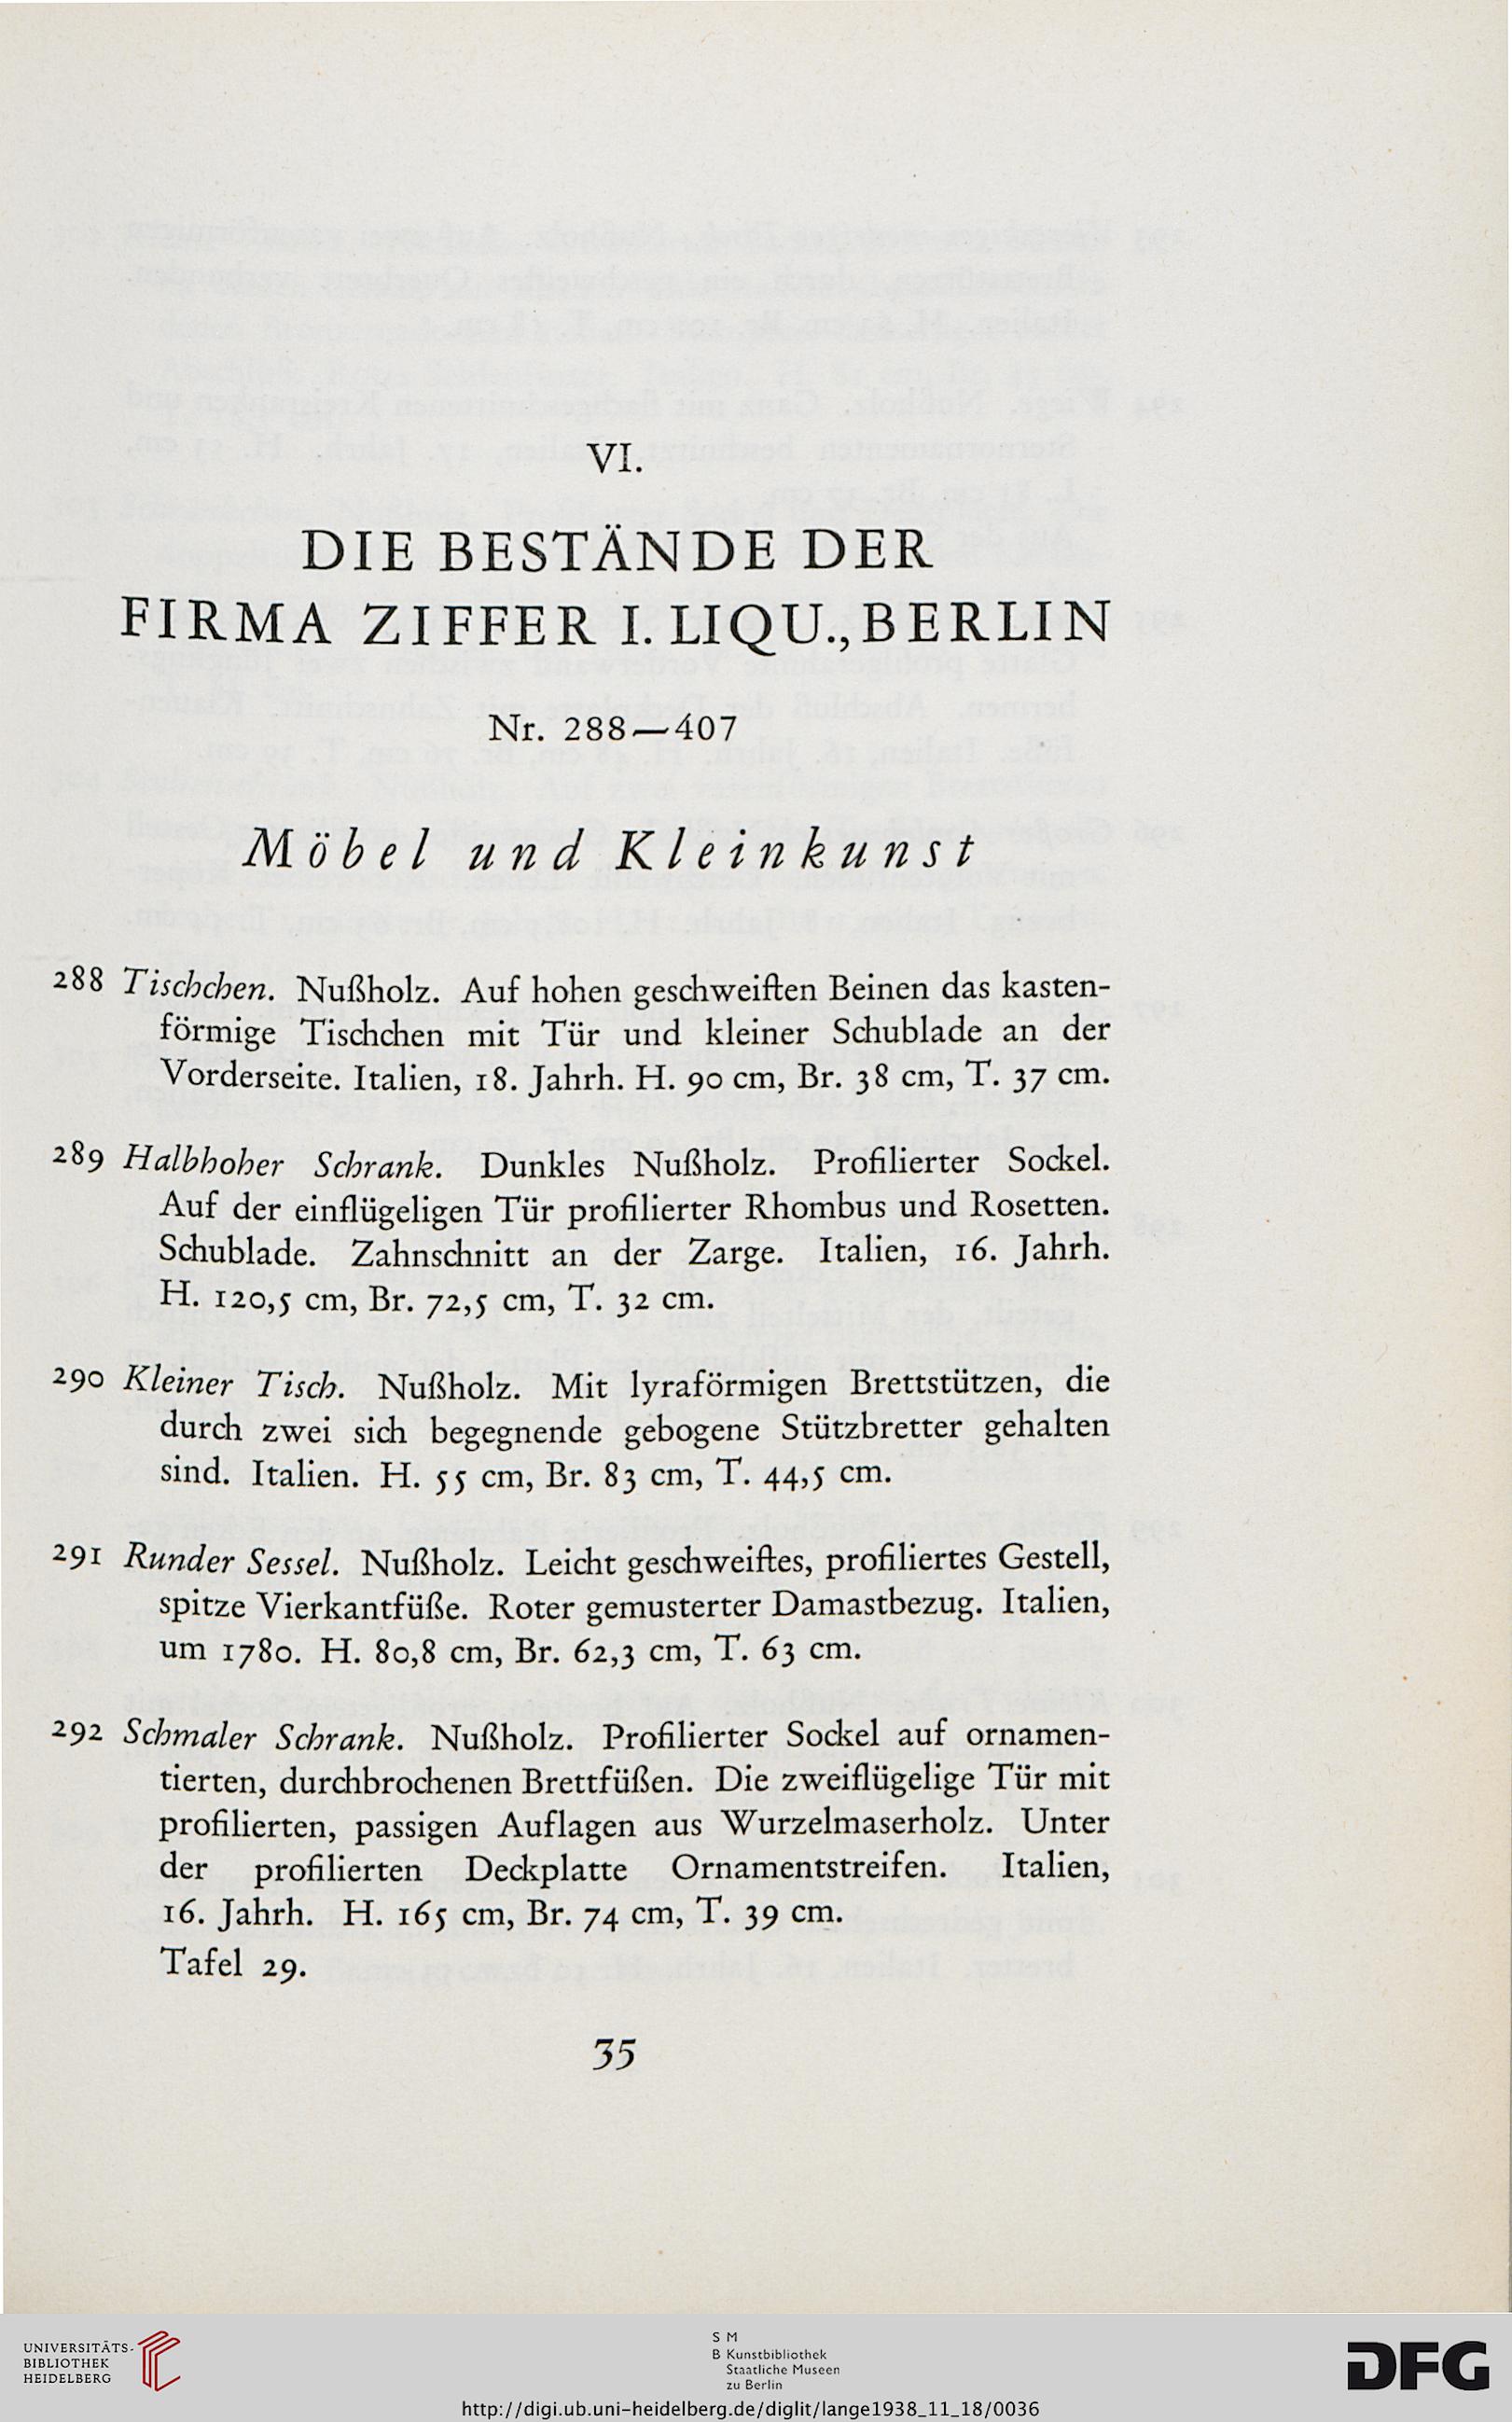 VI.
DIE BESTÄNDE DER
FIRMA ZIFFER I. LIQU., BERLIN
Nr. 288—407
Möbel und Kleinkunst
288 Tischchen. Nußholz. Auf hohen geschweiften Beinen das kasten-
förmige Tischchen mit Tür und kleiner Schublade an der
Vorderseite. Italien, 18. Jahrh. H. 90 cm, Br. 38 cm, T. 37 cm.
289 Halbhoher Schrank. Dunkles Nußholz. Profilierter Sockel.
Auf der einflügeligen Tür profilierter Rhombus und Rosetten.
Schublade. Zahnschnitt an der Zarge. Italien, 16. Jahrh.
H. 120,5 cm, Br. 72,5 cm, T. 32 cm.
290 Kleiner Tisch. Nußholz. Mit lyraförmigen Brettstützen, die
durch zwei sich begegnende gebogene Stützbretter gehalten
sind. Italien. H. 55 cm, Br. 83 cm, T. 44,5 cm.
291 Runder Sessel. Nußholz. Leicht geschweiftes, profiliertes Gestell,
spitze Vierkantfüße. Roter gemusterter Damastbezug. Italien,
um 1780. H. 80,8 cm, Br. 62,3 cm, T. 63 cm.
292 Schmaler Schrank. Nußholz. Profilierter Sockel auf ornamen-
tierten, durchbrochenen Brettfüßen. Die zweiflügelige Tür mit
profilierten, passigen Auflagen aus Wurzelmaserholz. Unter
der profilierten Deckplatte Ornamentstreifen. Italien,
16. Jahrh. H. 165 cm, Br. 74 cm, T. 39 cm.
Tafel 29.
35
UNIVERSITÄTS-
BIBLIOTHEK
HEIDELBERG
S M
B Kunstbibliothek
Staatliche Museen
zu Berlin
http://digi.ub.uni-heidelberg.de/diglit/lange1938_11_18/0036
DFG